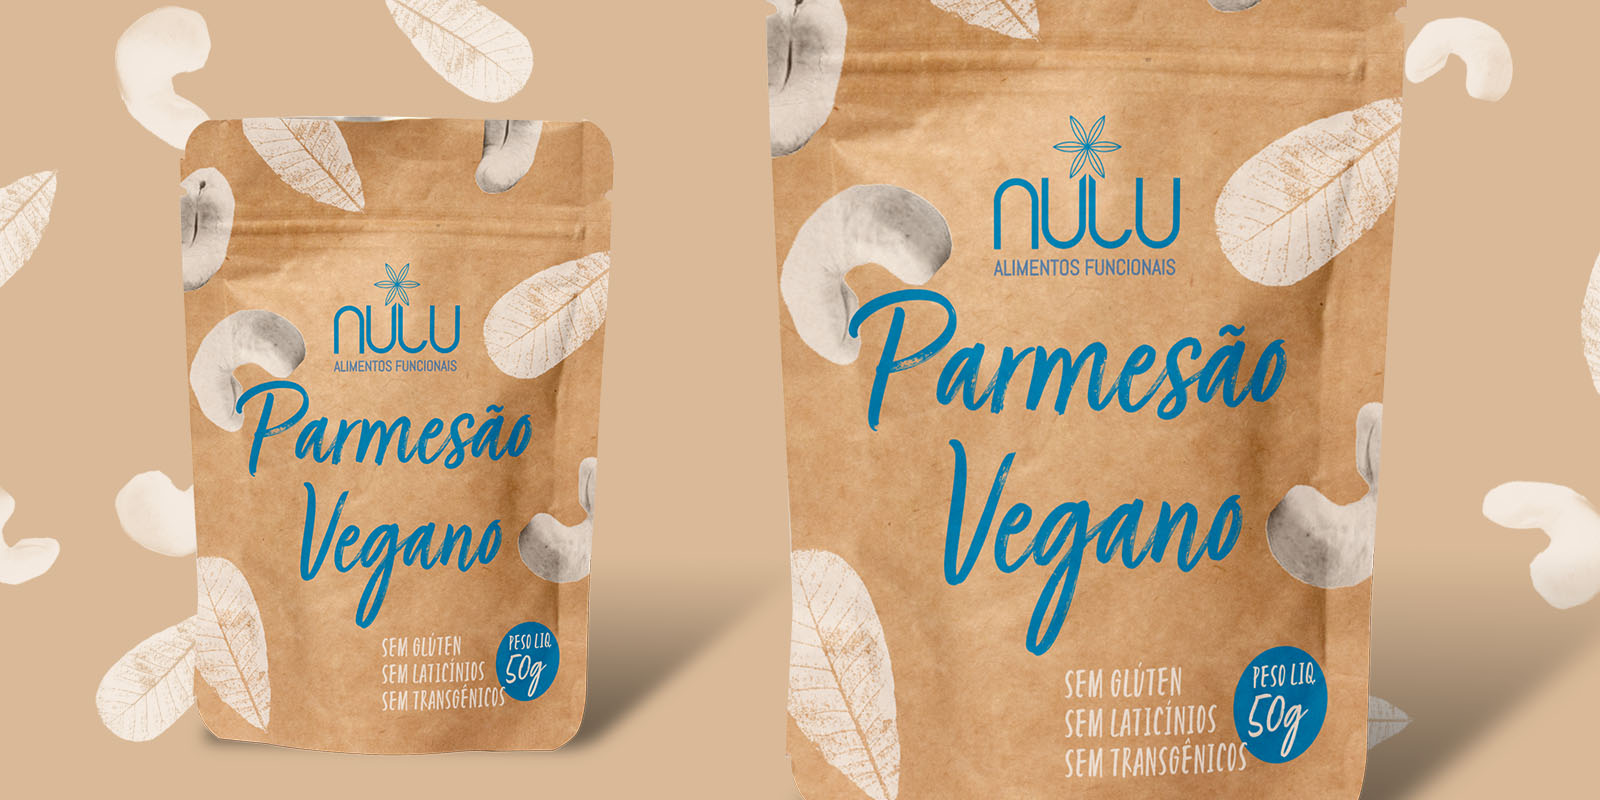 NULU
ALIMENTOS FUNCIONAIS
Parmesão
Vegano
SEM GLÚTEN
SEM LATICÍNIOS
SEM TRANSGÊNICOS
PESO LIQ.
50g
NULU
ALIMENTOS FUNCIONAIS
Parmesão
Vegano
SEM GLÚTEN
SEM LATICÍNIOS
SEM TRANSGÊNICOS
PESO LIQ.
50g